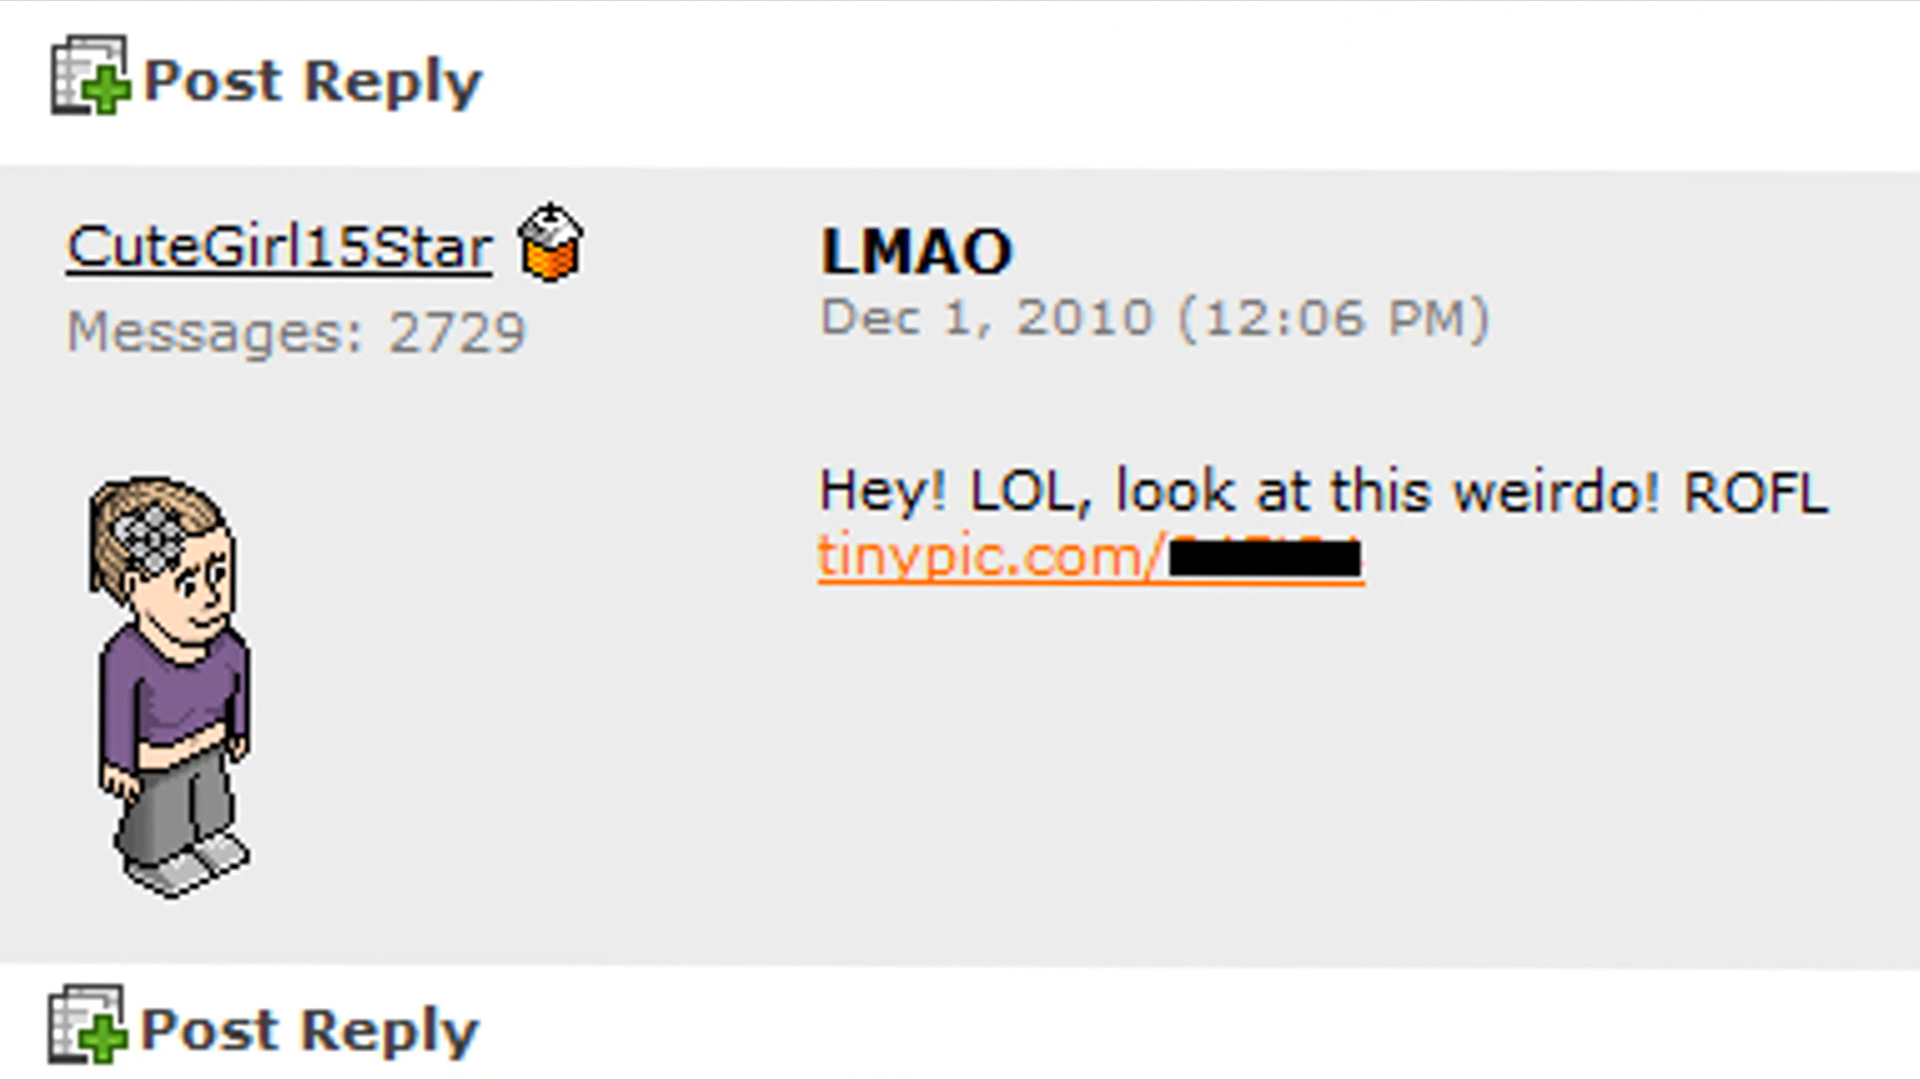 Post Reply
CuteGirl15Star
Messages: 2729
LMAO
Dec 1, 2010 (12:06 PM)
Hey! LOL, look at this weirdo! ROFL
tinypic.com/
Post Reply